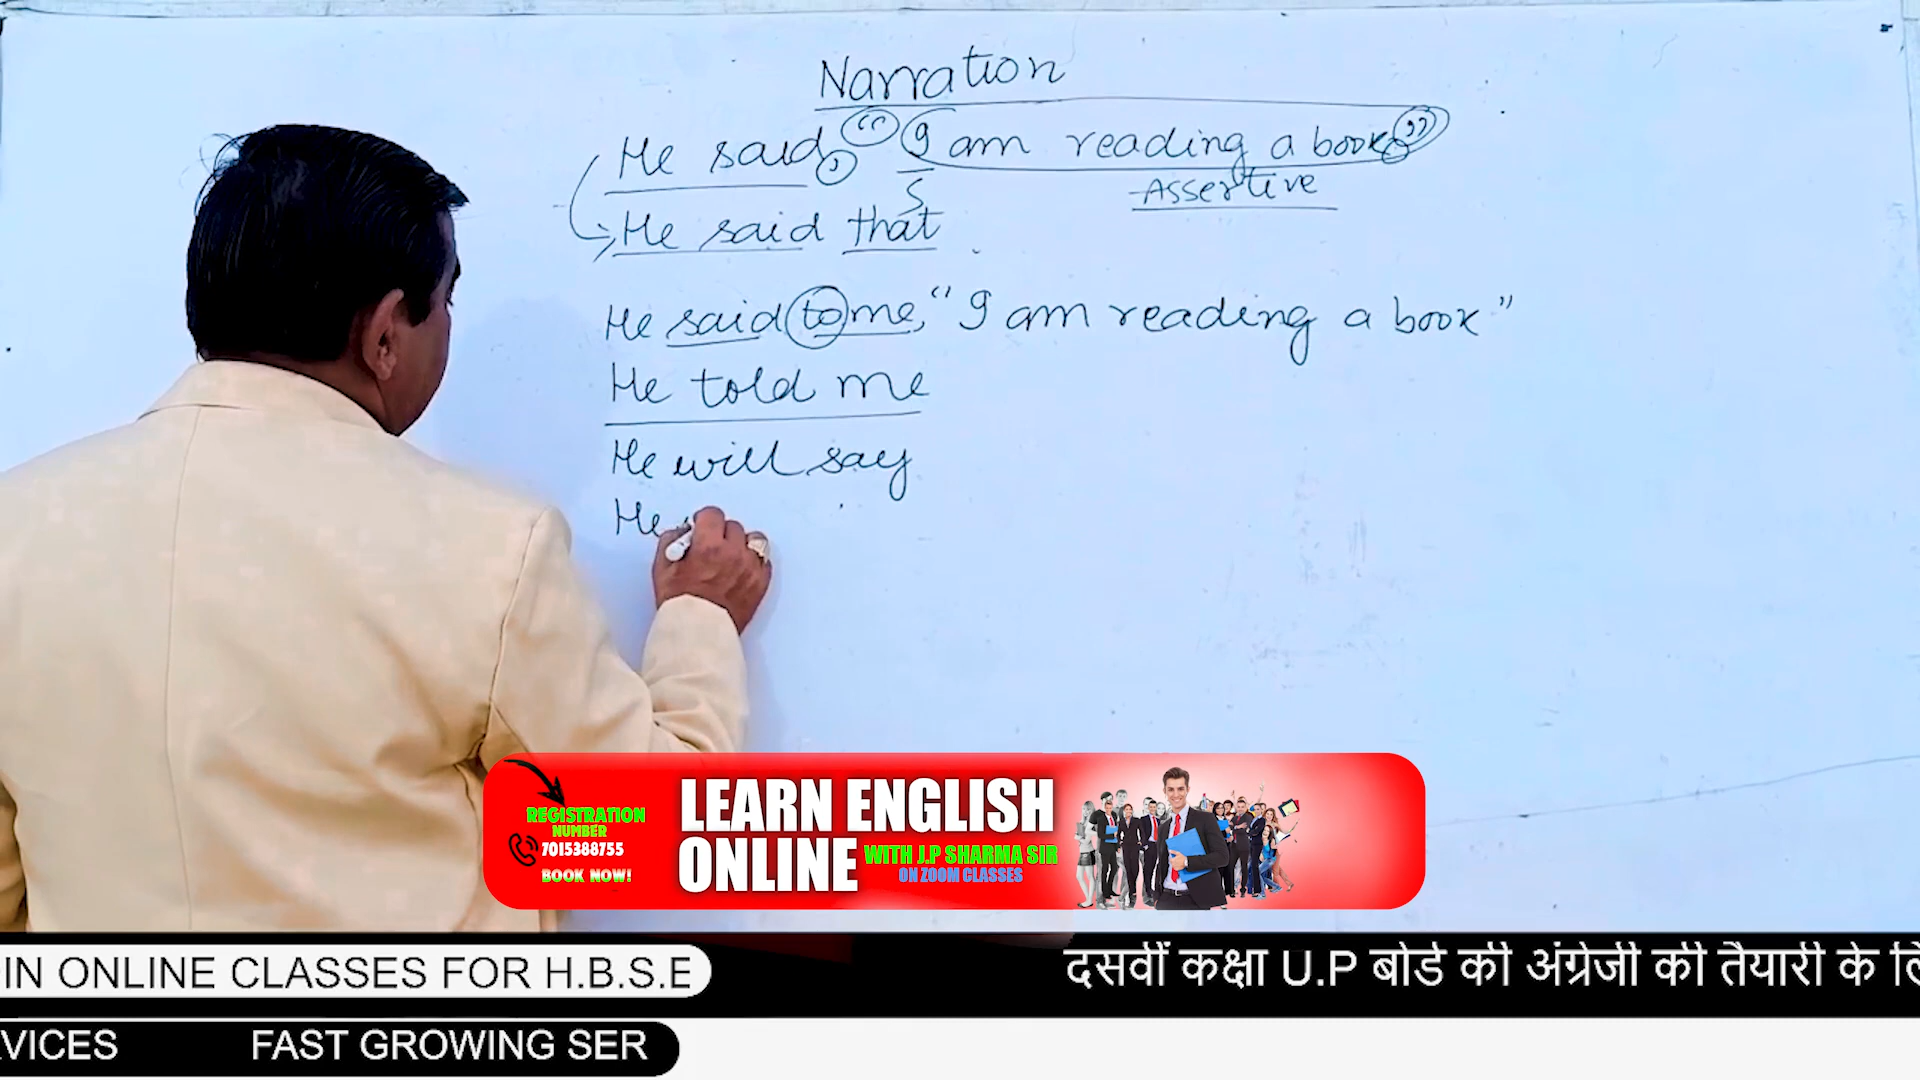 Narration
He said, “I am reading a book”
S Assertive
He said that
He said to me, “I am reading a book”
He told me
He will say
He
REGISTRATION
NUMBER
7015388755
BOOK NOW!
LEARN ENGLISH
ONLINE
WITH J.P SHARMA SIR
ON ZOOM CLASSES
IN ONLINE CLASSES FOR H.B.S.E
दसवीं कक्षा U.P बोर्ड की अंग्रेजी की तैयारी के
VICES FAST GROWING SER